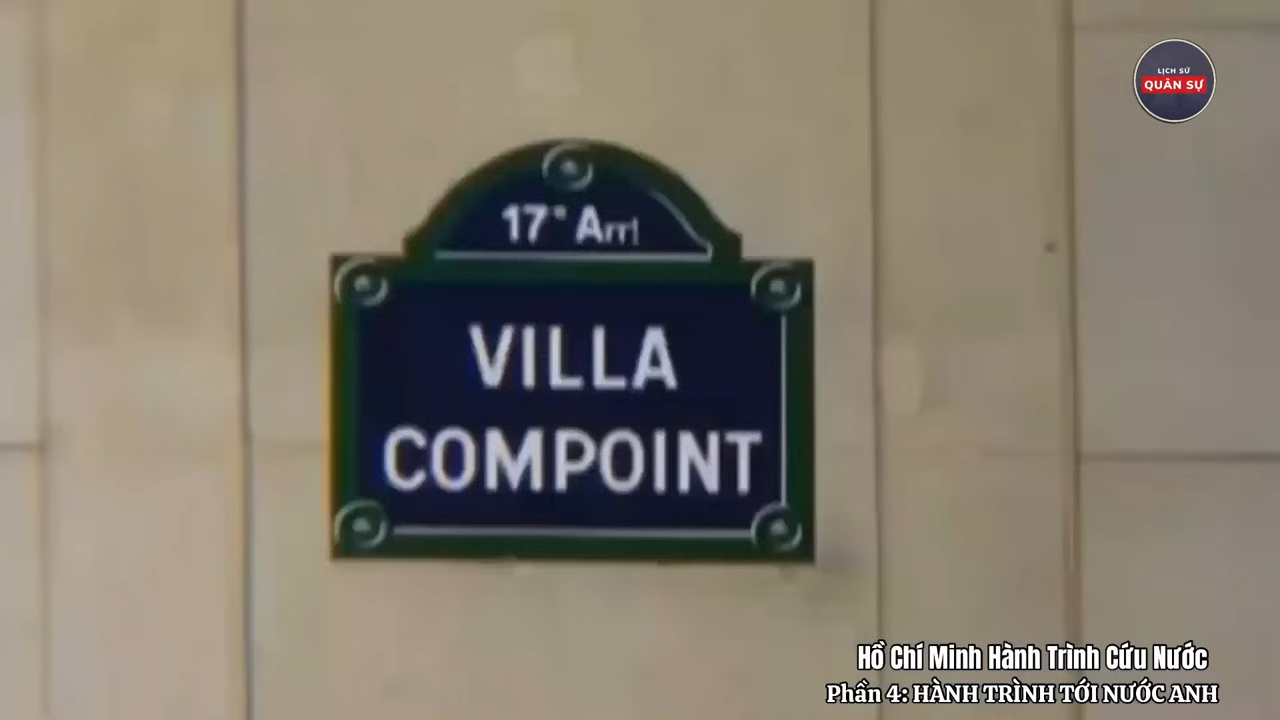 LỊCH SỬ
QUÂN SỰ
17e Arrt
VILLA
COMPOINT
Hồ Chí Minh Hành Trình Cứu Nước
Phần 4: HÀNH TRÌNH TỚI NƯỚC ANH